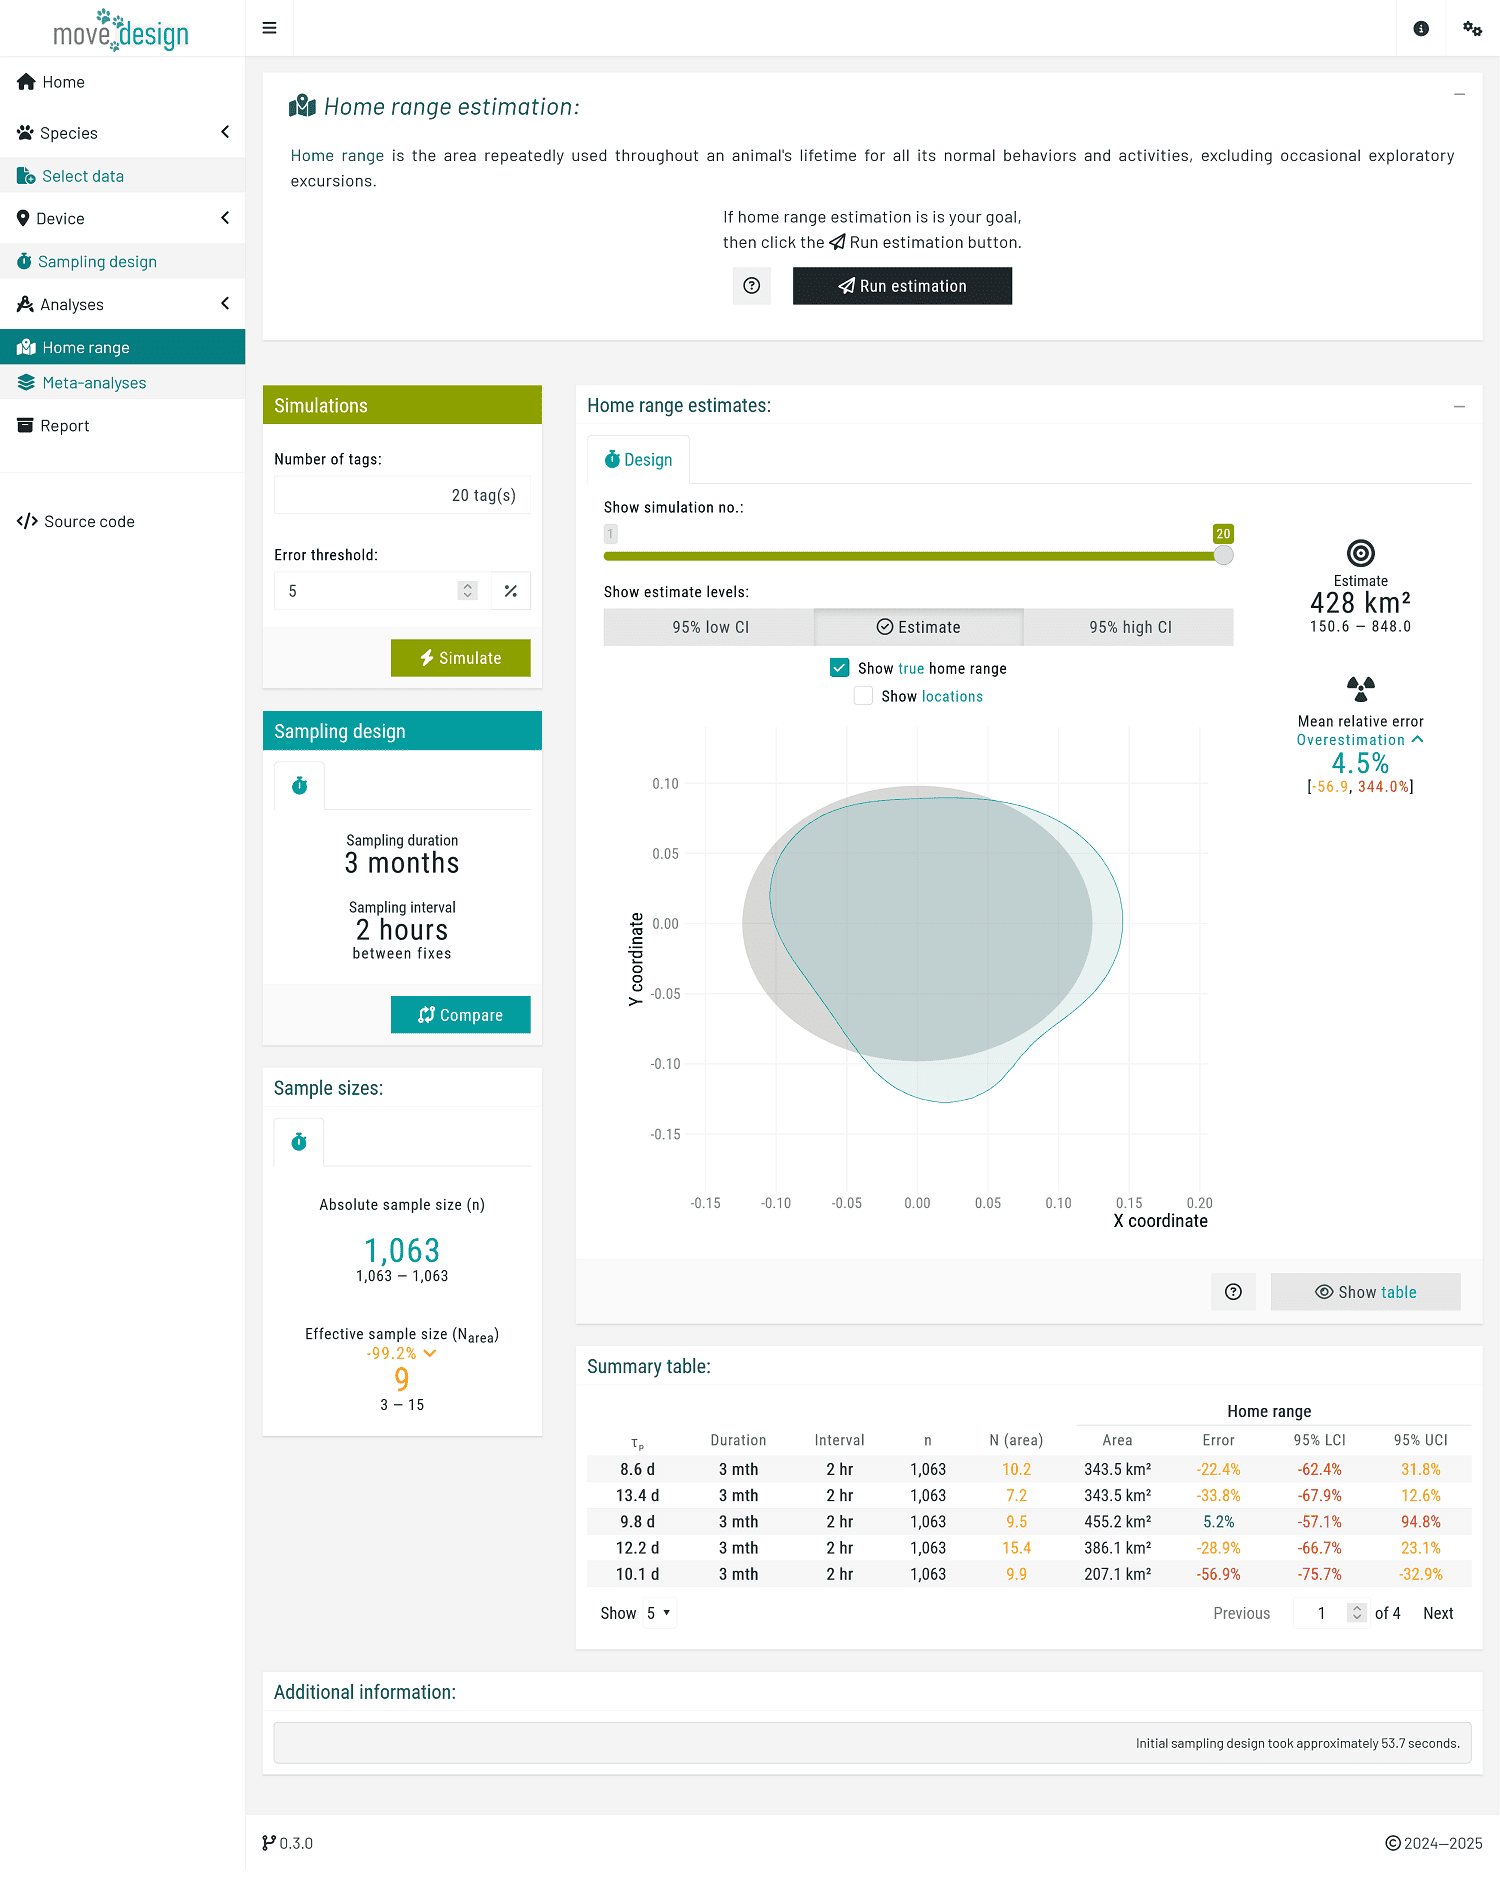 move.design
Home
Species
Select data
Device
Sampling design
Analyses
Home range
Meta-analyses
Report
Source code
Home range estimation:
Home range is the area repeatedly used throughout an animal's lifetime for all its normal behaviors and activities, excluding occasional exploratory
excursions.
If home range estimation is is your goal,
then click the Run estimation button.
Run estimation
Simulations
Number of tags:
20 tag(s)
Error threshold:
5 %
Simulate
Sampling design
Sampling duration
3 months
Sampling interval
2 hours
between fixes
Compare
Sample sizes:
Absolute sample size (n)
1,063
1,063 — 1,063
Effective sample size (Narea)
-99.2%
9
3 — 15
Home range estimates:
Design
Show simulation no.:
1 20
Show estimate levels:
95% low CI Estimate 95% high CI
Show true home range
Show locations
Estimate
428 km²
150.6 — 848.0
Mean relative error
Overestimation
4.5%
[-56.9, 344.0%]
0.10
0.05
0.00
-0.05
-0.10
-0.15
Y coordinate
-0.15 -0.10 -0.05 0.00 0.05 0.10 0.15 0.20
X coordinate
Show table
Summary table:
Home range
τp Duration Interval n N (area) Area Error 95% LCI 95% UCI
8.6 d 3 mth 2 hr 1,063 10.2 343.5 km² -22.4% -62.4% 31.8%
13.4 d 3 mth 2 hr 1,063 7.2 343.5 km² -33.8% -67.9% 12.6%
9.8 d 3 mth 2 hr 1,063 9.5 455.2 km² 5.2% -57.1% 94.8%
12.2 d 3 mth 2 hr 1,063 15.4 386.1 km² -28.9% -66.7% 23.1%
10.1 d 3 mth 2 hr 1,063 9.9 207.1 km² -56.9% -75.7% -32.9%
Show 5 Previous 1 of 4 Next
Additional information:
Initial sampling design took approximately 53.7 seconds.
0.3.0
© 2024—2025